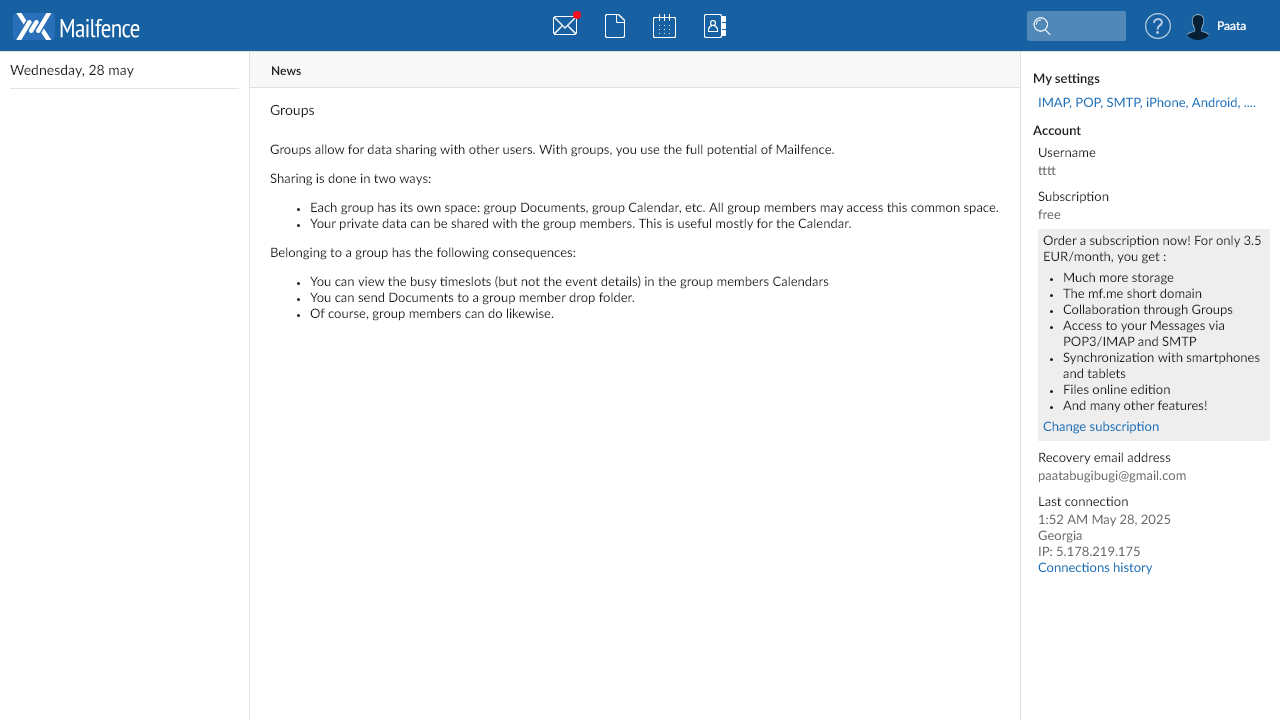 Mailfence
Paata
Wednesday, 28 may
News
Groups
Groups allow for data sharing with other users. With groups, you use the full potential of Mailfence.
Sharing is done in two ways:
• Each group has its own space: group Documents, group Calendar, etc. All group members may access this common space.
• Your private data can be shared with the group members. This is useful mostly for the Calendar.
Belonging to a group has the following consequences:
• You can view the busy timeslots (but not the event details) in the group members Calendars
• You can send Documents to a group member drop folder.
• Of course, group members can do likewise.
My settings
IMAP, POP, SMTP, iPhone, Android, ....
Account
Username
tttt
Subscription
free
Order a subscription now! For only 3.5
EUR/month, you get :
• Much more storage
• The mf.me short domain
• Collaboration through Groups
• Access to your Messages via
POP3/IMAP and SMTP
• Synchronization with smartphones
and tablets
• Files online edition
• And many other features!
Change subscription
Recovery email address
paatabugibugi@gmail.com
Last connection
1:52 AM May 28, 2025
Georgia
IP: 5.178.219.175
Connections history